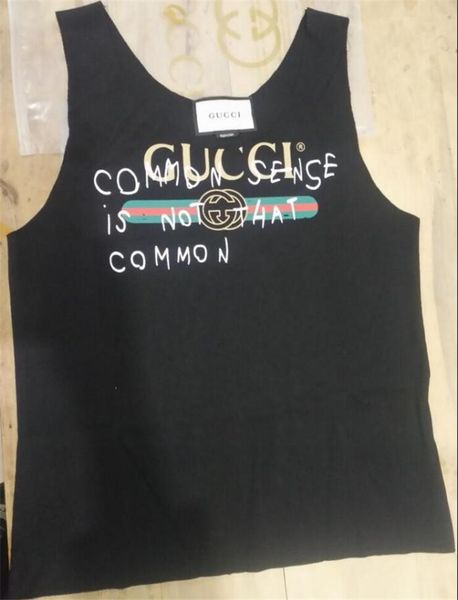 GUCCI
GUCCI®
COMMON SENSE
iS NOT THAT
COMMON